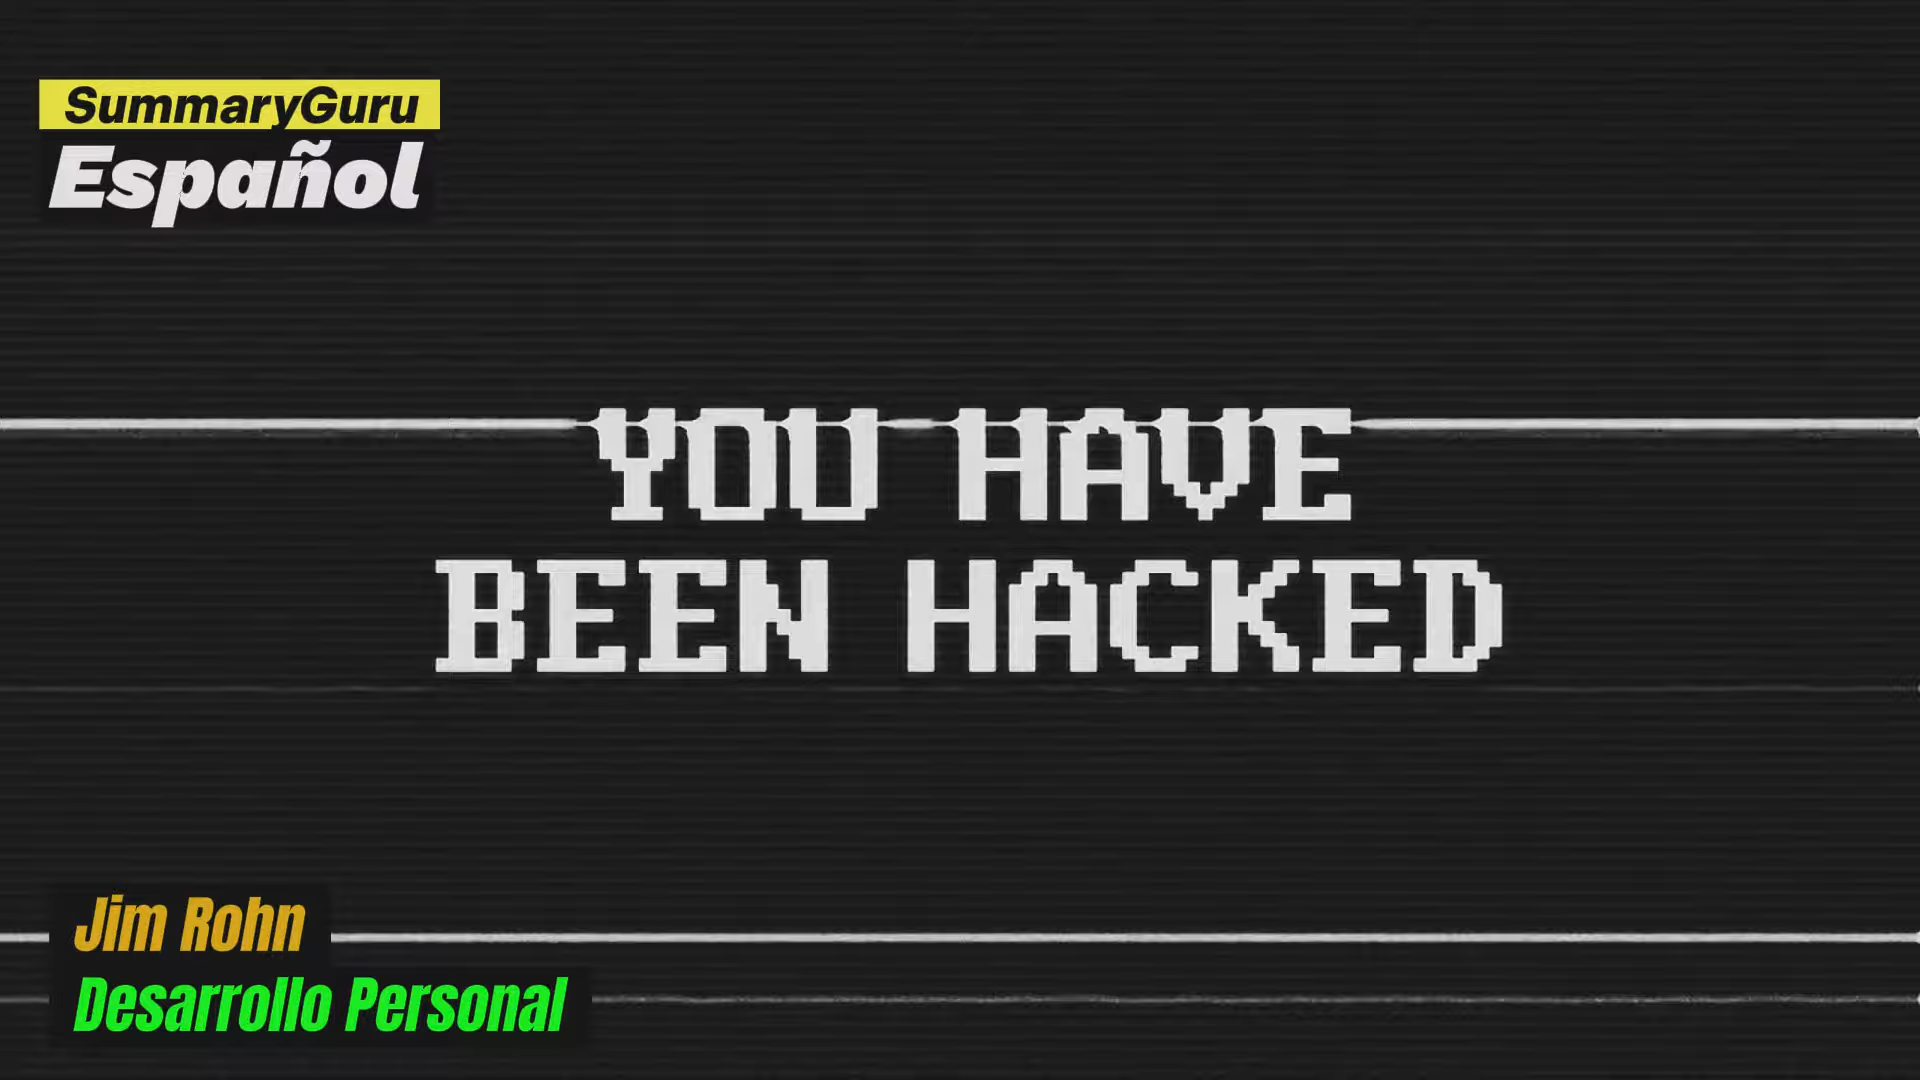 SummaryGuru
Español
YOU HAVE
BEEN HACKED
Jim Rohn
Desarrollo Personal